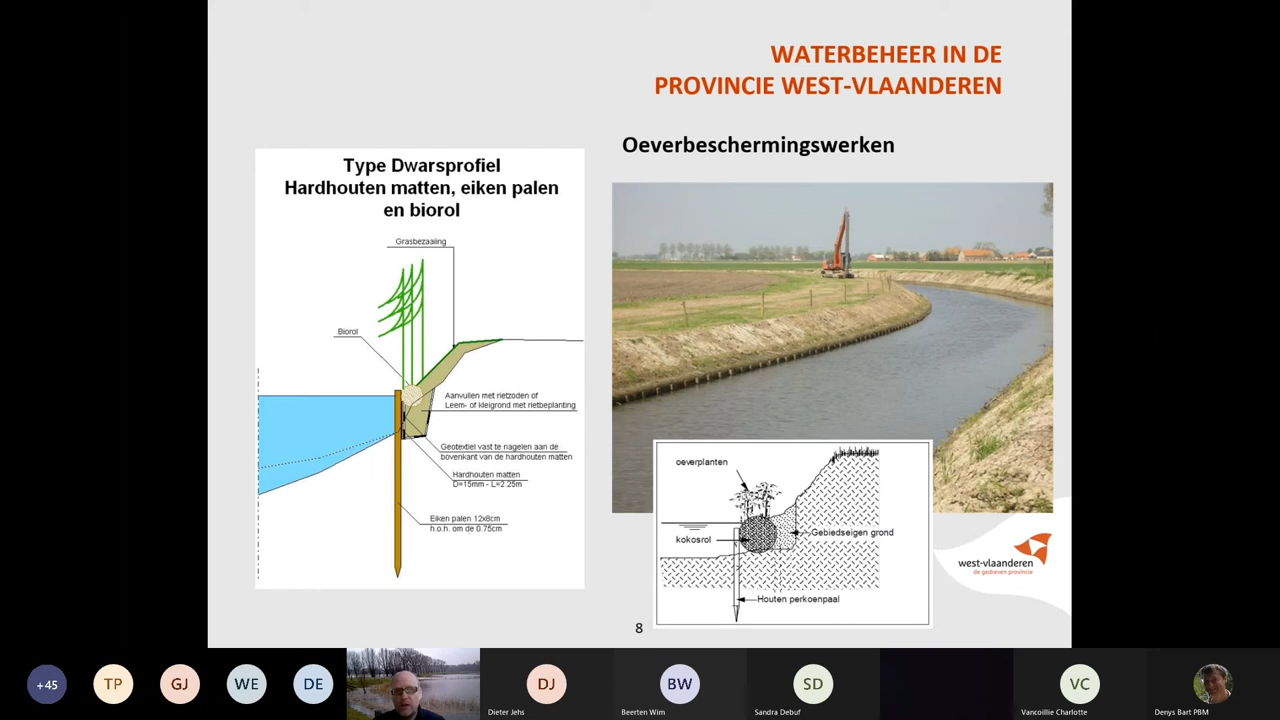 WATERBEHEER IN DE
PROVINCIE WEST-VLAANDEREN
Oeverbeschermingswerken
Type Dwarsprofiel
Hardhouten matten, eiken palen
en biorol
Grasbezaaiing
Biorol
Aanvullen met rietzoden of
Leem- of kleigrond met rietbeplanting
Geotextiel vast te nagelen aan de
bovenkant van de hardhouten matten
Hardhouten matten
D=15mm - L=2.25m
Eiken palen 12x8cm
h.o.h. om de 0.75cm
oeverplanten
kokosrol
Gebiedseigen grond
Houten perkoenpaal
west-vlaanderen
de gedreven provincie
8
+45
TP
GJ
WE
DE
DJ
BW
SD
VC
Dieter Jehs
Beerten Wim
Sandra Debuf
Vancoillie Charlotte
Denys Bart PBM